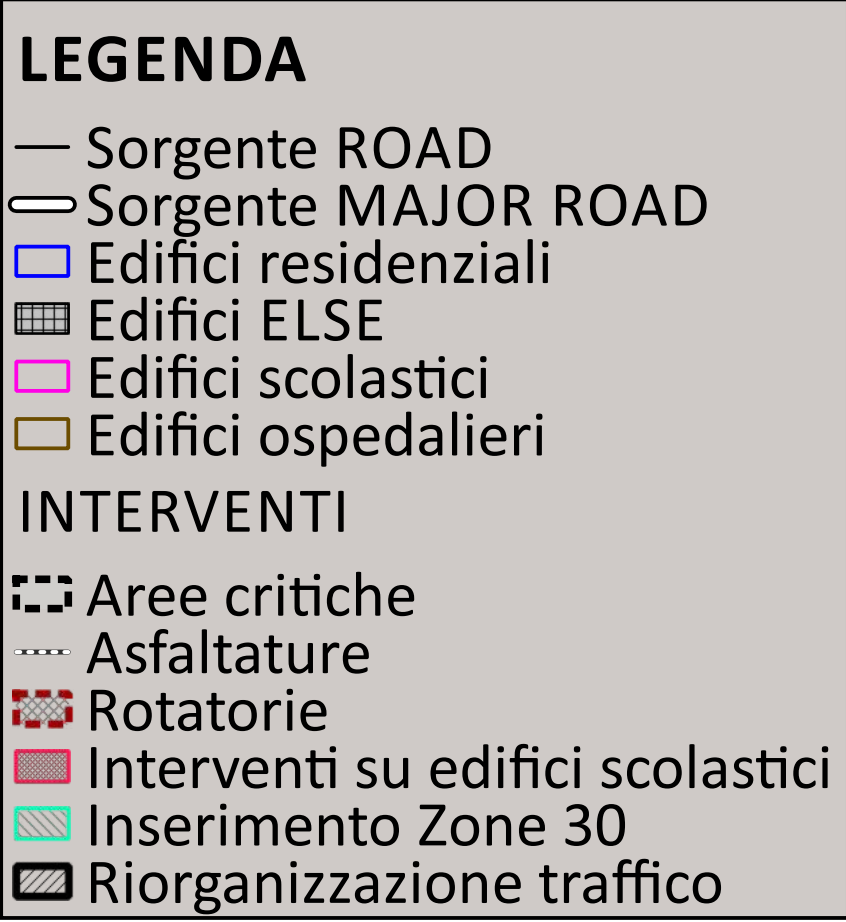 LEGENDA
Sorgente ROAD
Sorgente MAJOR ROAD
Edifici residenziali
Edifici ELSE
Edifici scolastici
Edifici ospedalieri
INTERVENTI
Aree critiche
Asfaltature
Rotatorie
Interventi su edifici scolastici
Inserimento Zone 30
Riorganizzazione traffico